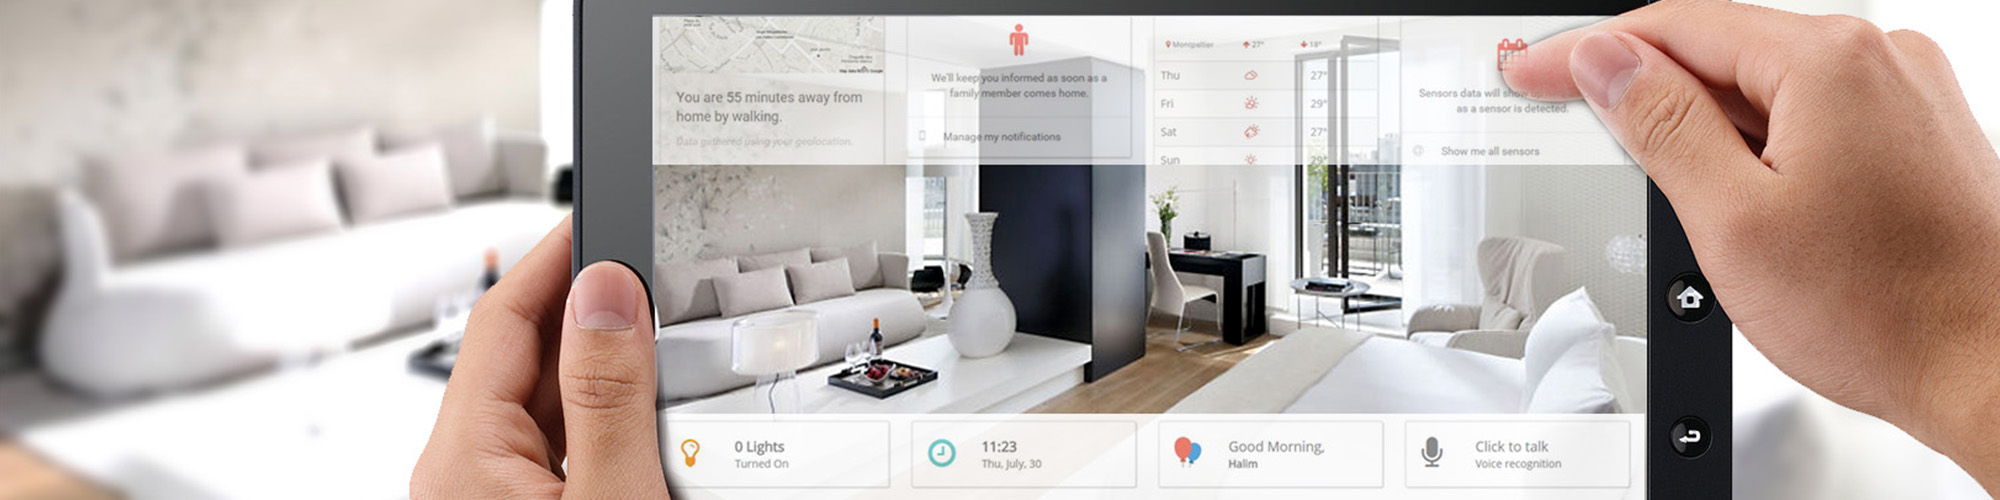 You are 55 minutes away from
home by walking.
Data gathered using your geolocation.
We'll keep you informed as soon as a
family member comes home.
Manage my notifications
Montpellier 27° 18°
Thu 27°
Fri 29°
Sat 27°
Sun 29°
Sensors data will show
as a sensor is detected.
Show me all sensors
0 Lights
Turned On
11:23
Thu, July, 30
Good Morning,
Halim
Click to talk
Voice recognition